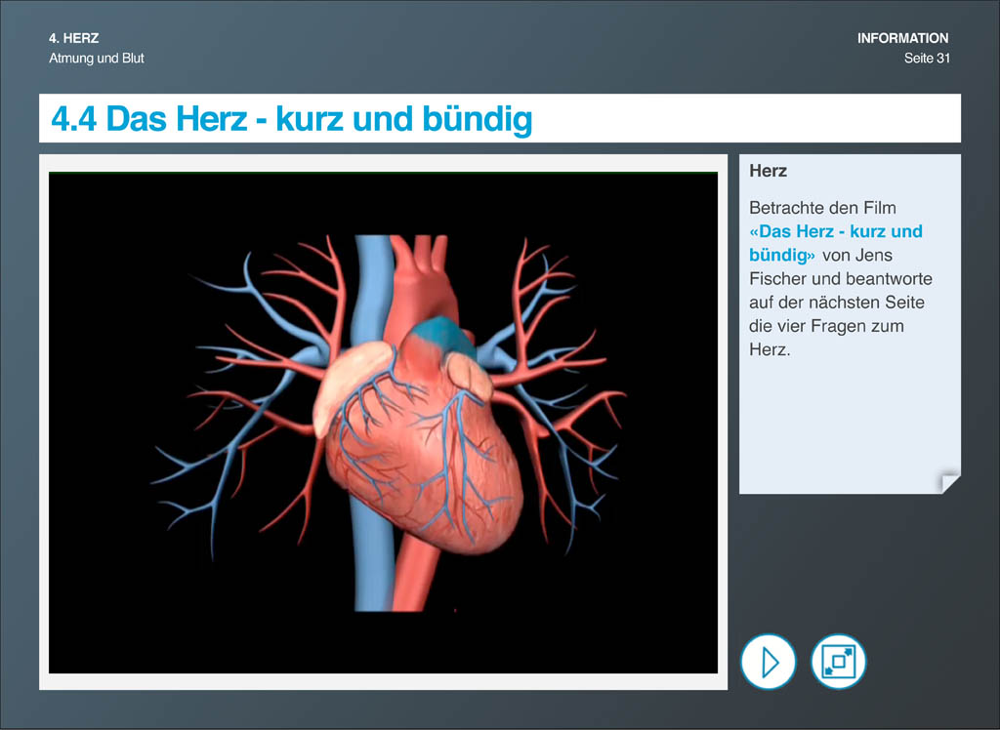 4. HERZ
Atmung und Blut
INFORMATION
Seite 31
4.4 Das Herz - kurz und bündig
Herz
Betrachte den Film
«Das Herz - kurz und
bündig» von Jens
Fischer und beantworte
auf der nächsten Seite
die vier Fragen zum
Herz.